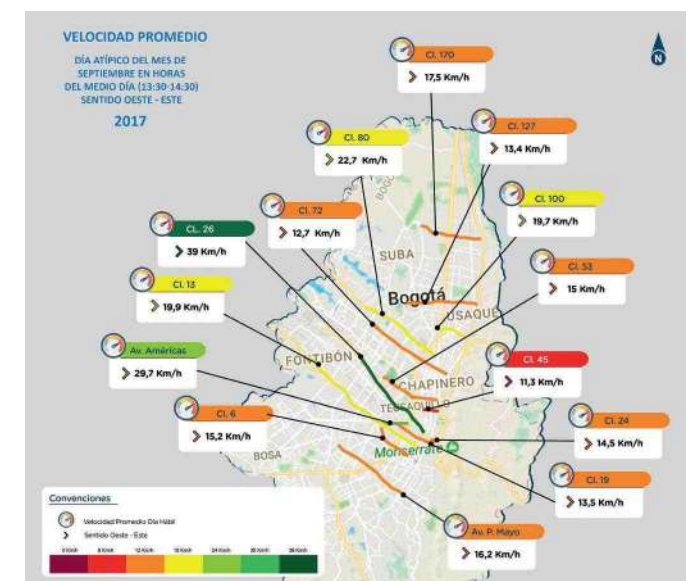 VELOCIDAD PROMEDIO
DÍA ATÍPICO DEL MES DE
SEPTIEMBRE EN HORAS
DEL MEDIO DÍA (13:30-14:30)
SENTIDO OESTE - ESTE
2017
N
Cl. 170
17,5 Km/h
Cl. 127
13,4 Km/h
Cl. 80
22,7 Km/h
Cl. 100
19,7 Km/h
Cl. 72
12,7 Km/h
CL. 26
39 Km/h
Cl. 53
15 Km/h
Cl. 13
19,9 Km/h
Av. Américas
29,7 Km/h
Cl. 45
11,3 Km/h
Cl. 6
15,2 Km/h
Cl. 24
14,5 Km/h
Cl. 19
13,5 Km/h
Av. P. Mayo
16,2 Km/h
SUBA
Bogotá
USAQUÉ
FONTIBÓN
CHAPINERO
BOSA
Monserrate
Convenciones
Velocidad Promedio Día Hábil
Sentido Oeste - Este